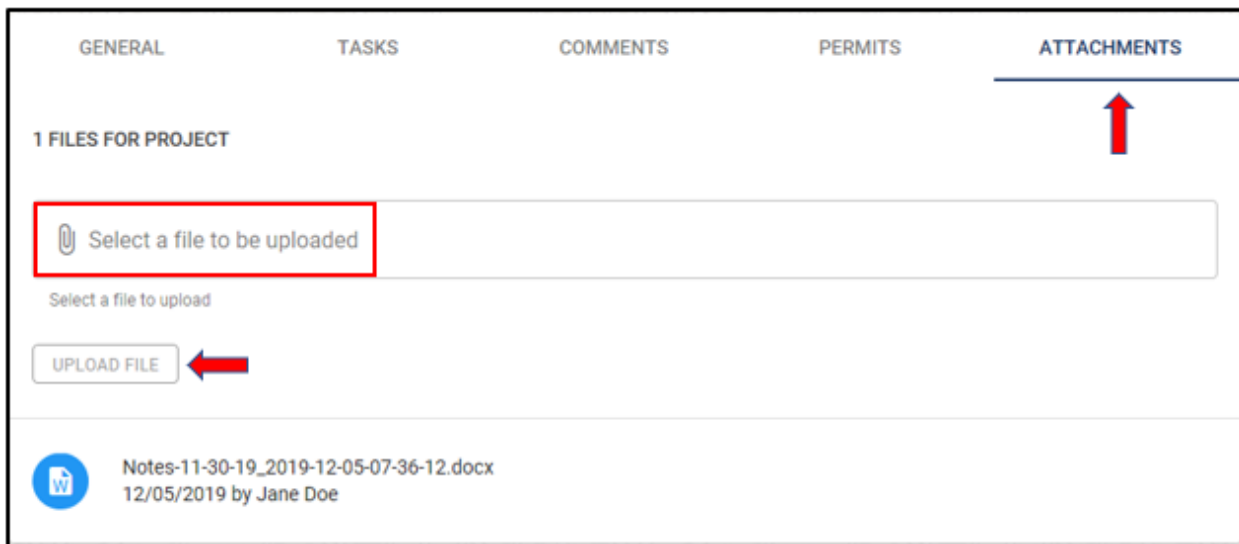 GENERAL TASKS COMMENTS PERMITS ATTACHMENTS
1 FILES FOR PROJECT
Select a file to be uploaded
Select a file to upload
UPLOAD FILE
W
Notes-11-30-19_2019-12-05-07-36-12.docx
12/05/2019 by Jane Doe